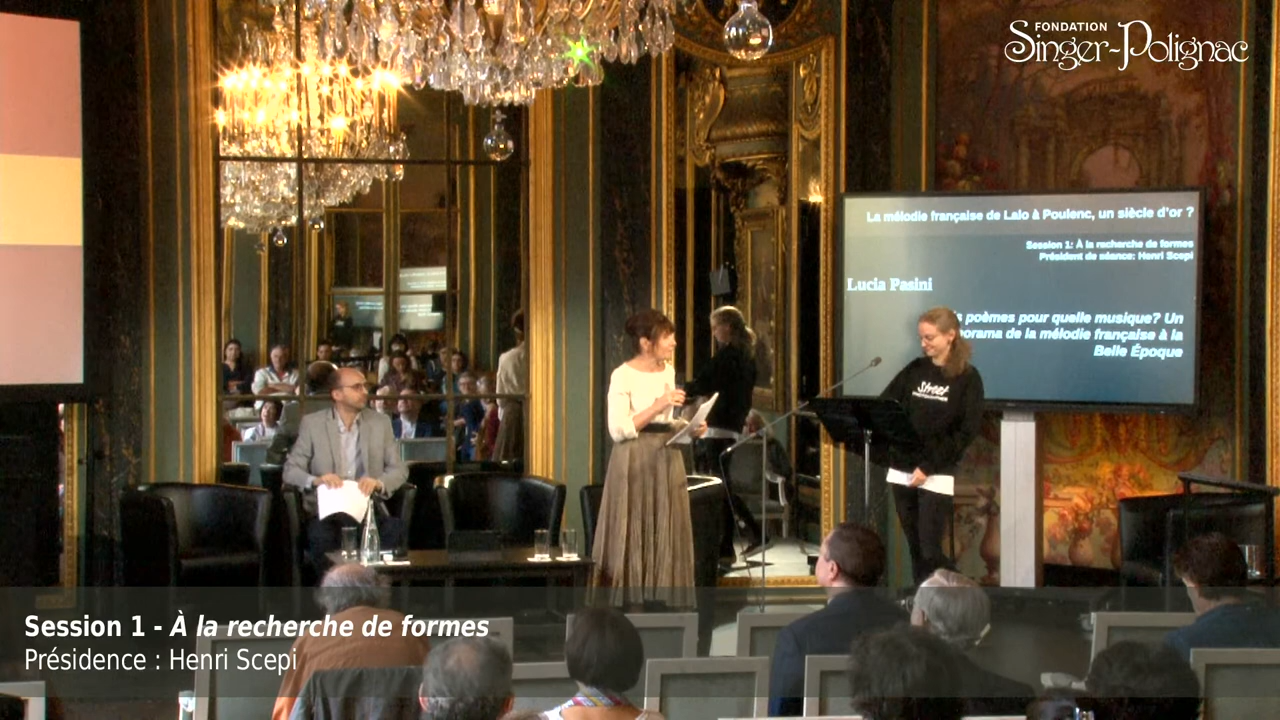 FONDATION
Singer-Polignac
La mélodie française de Lalo à Poulenc, un siècle d'or ?
Session 1: À la recherche de formes
Président de séance: Henri Scepi
Lucia Pasini
poèmes pour quelle musique? Un
de la mélodie française à la
Belle Époque
Street
Session 1 - À la recherche de formes
Présidence : Henri Scepi